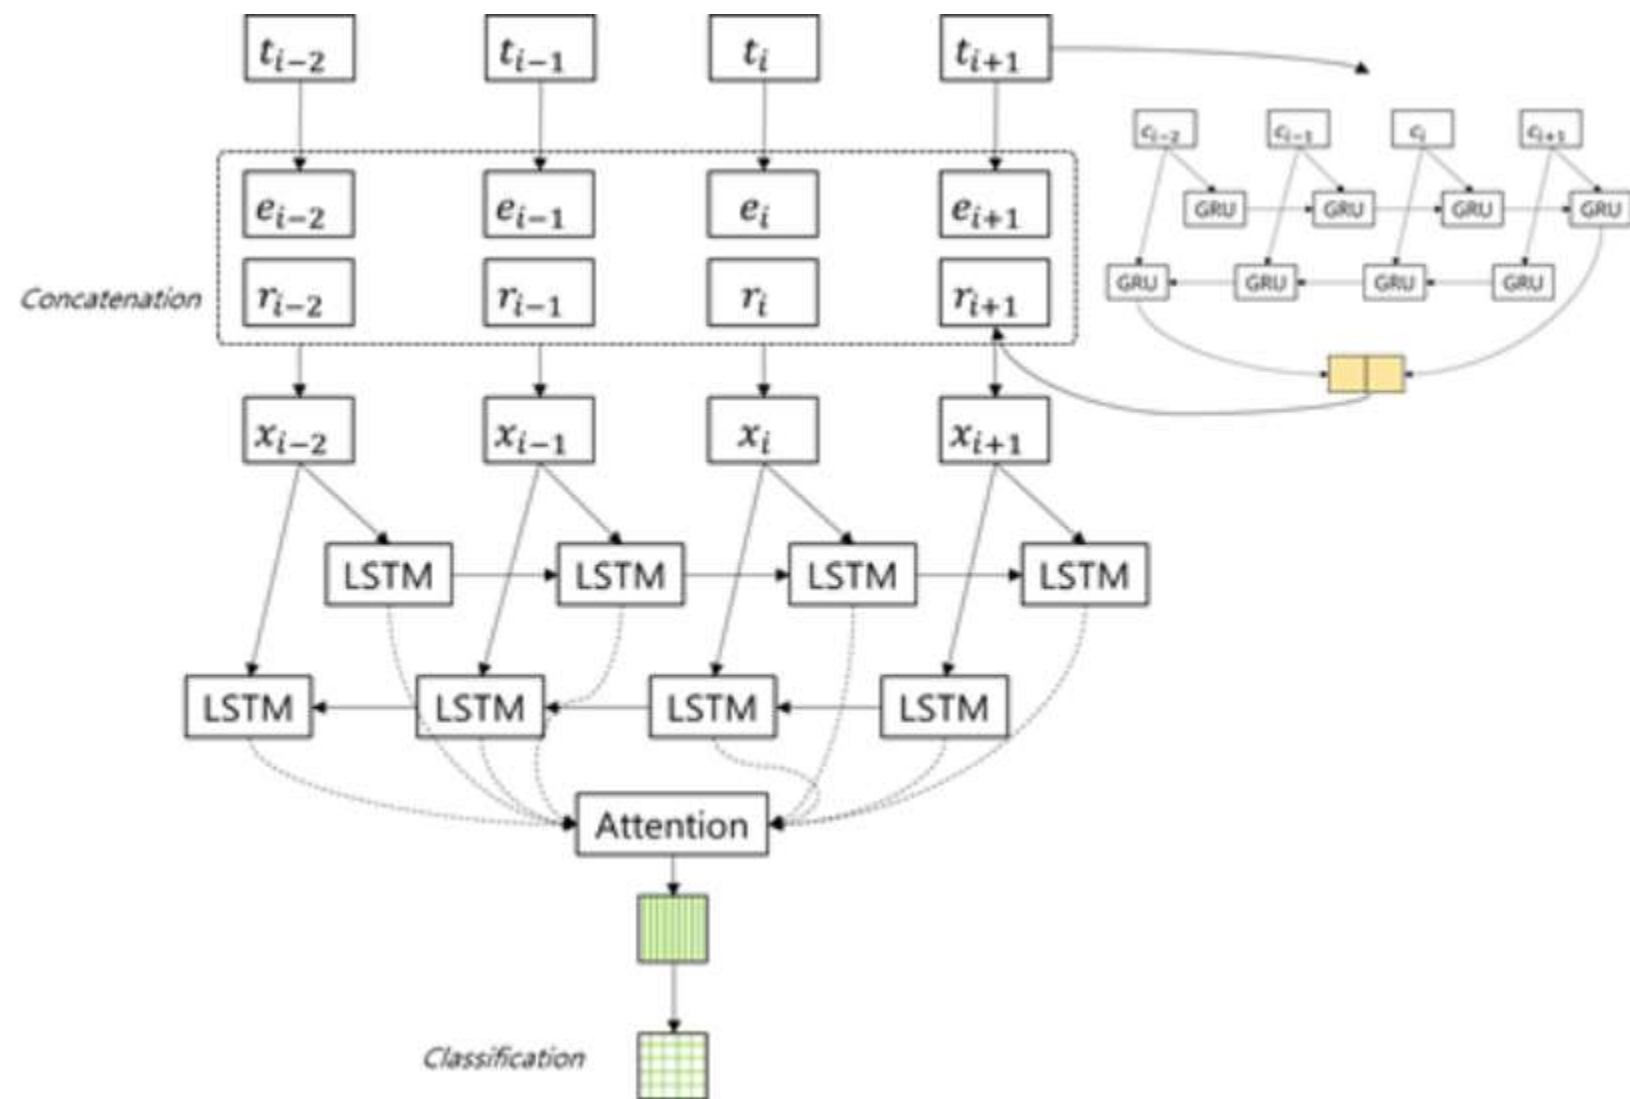 t_{i-2} t_{i-1} t_i t_{i+1}
c_{i-2} c_{i-1} c_i c_{i+1}
e_{i-2} e_{i-1} e_i e_{i+1}
GRU GRU GRU GRU
GRU GRU GRU GRU
Concatenation
r_{i-2} r_{i-1} r_i r_{i+1}
x_{i-2} x_{i-1} x_i x_{i+1}
LSTM LSTM LSTM LSTM
LSTM LSTM LSTM LSTM
Attention
Classification